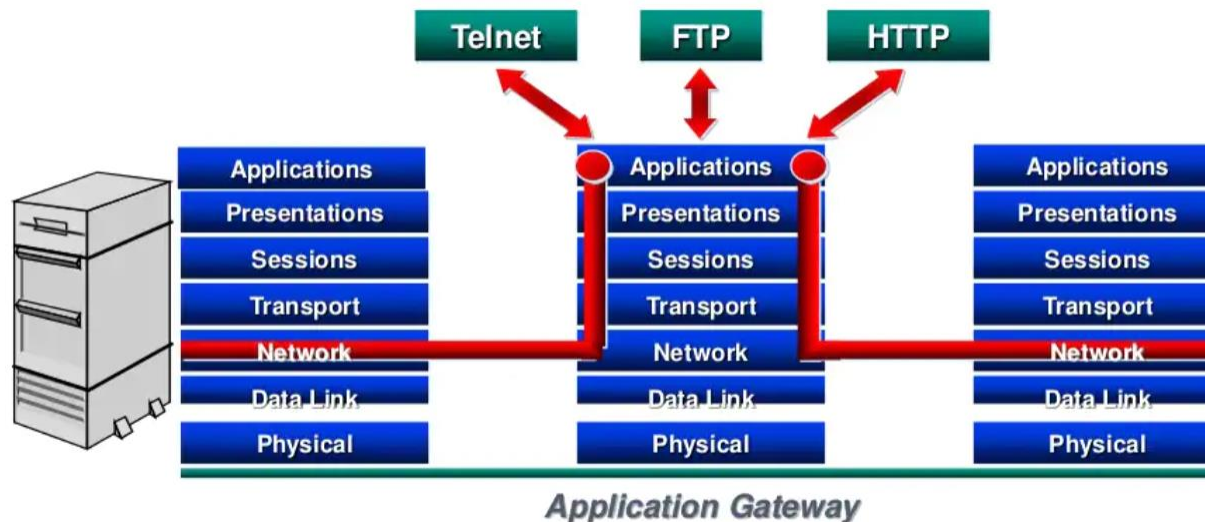 Telnet FTP HTTP
Applications Applications Applications
Presentations Presentations Presentations
Sessions Sessions Sessions
Transport Transport Transport
Network Network Network
Data Link Data Link Data Link
Physical Physical Physical
Application Gateway